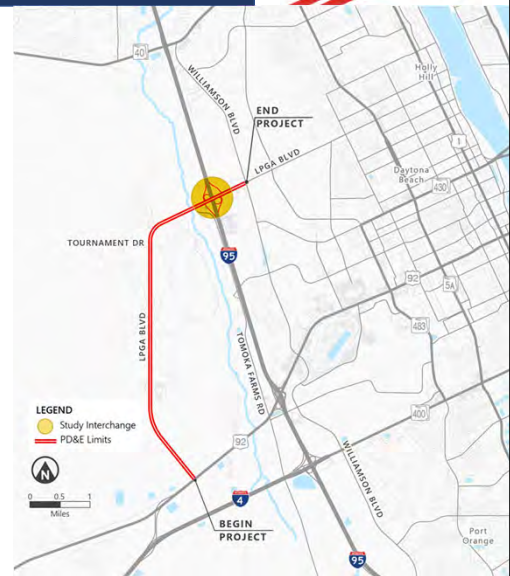 40
WILLIAMSON BLVD
Holly
Hill
END
PROJECT
1
LPGA BLVD
Daytona
Beach
430
TOURNAMENT DR
95
92
5A
LPGA BLVD
TOMOKA FARMS RD
483
LEGEND
Study Interchange
PD&E Limits
400
92
N
0 0.5 1
Miles
4
WILLIAMSON BLVD
BEGIN
PROJECT
Port
Orange
95